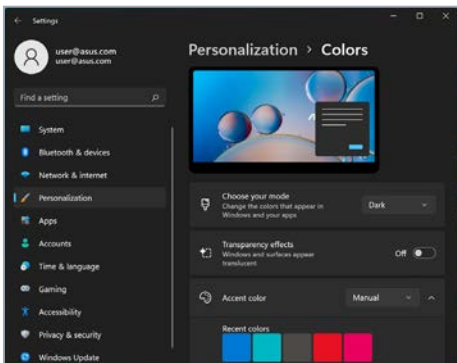 Settings
user@asus.com
user@asus.com
Find a setting
System
Bluetooth & devices
Network & internet
Personalization
Apps
Accounts
Time & language
Gaming
Accessibility
Privacy & security
Windows Update
Personalization > Colors
Choose your mode
Change the colors that appear in
Windows and your apps
Dark
Transparency effects
Windows and surfaces appear
translucent
Off
Accent color
Manual
Recent colors